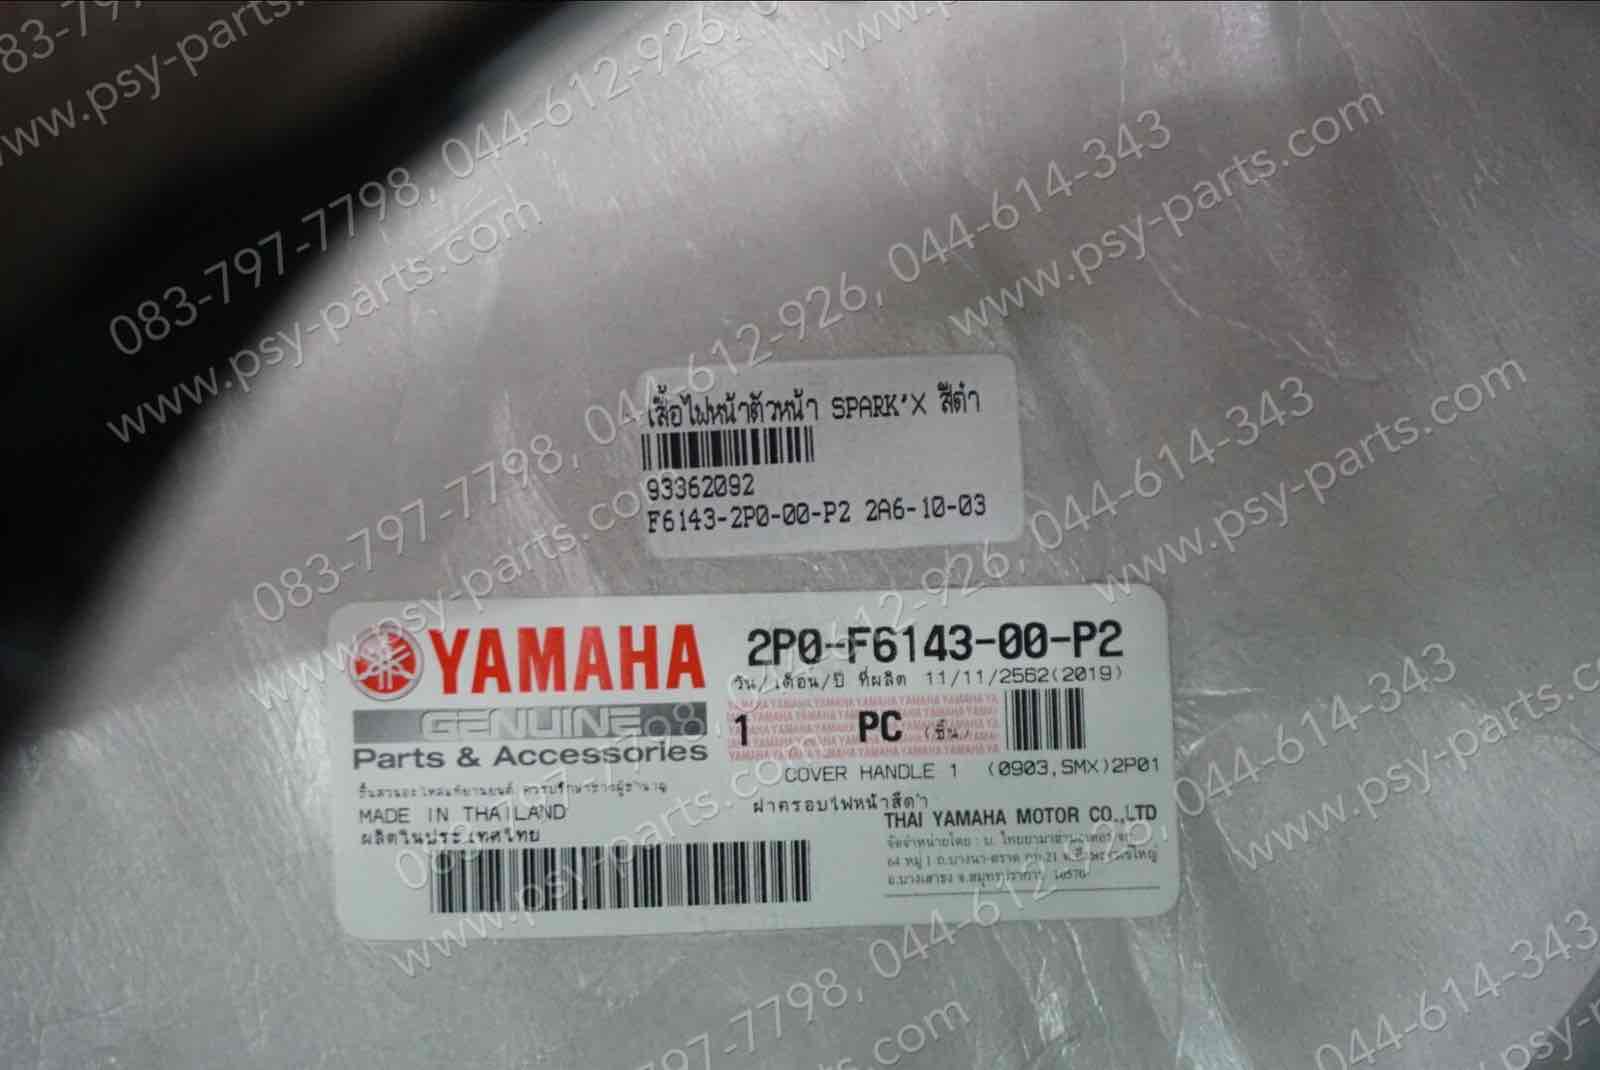 083-797-7798, 044-612-926, 044-614-343
www.psy-parts.com
เสื้อไฟหน้าตัวหน้า SPARK'X สีดำ
93362092
F6143-2P0-00-P2 2A6-10-03
YAMAHA
GENUINE
Parts & Accessories
2P0-F6143-00-P2
วัน/เดือน/ปี ที่ผลิต 11/11/2562(2019)
1 PC (ชิ้น)
COVER HANDLE 1 (0903,SMX)2P01
ฝาครอบไฟหน้าสีดำ
MADE IN THAILAND
ผลิตในประเทศไทย
THAI YAMAHA MOTOR CO.,LTD